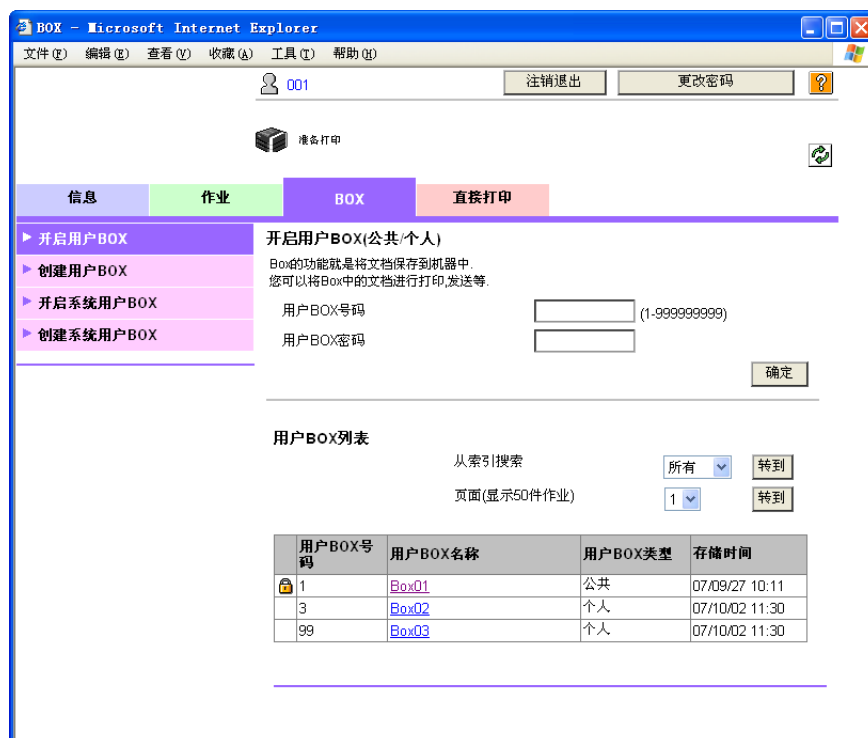 BOX - Microsoft Internet Explorer
文件(F) 编辑(E) 查看(V) 收藏(A) 工具(T) 帮助(H)
001 注销退出 更改密码 ?
准备打印
信息 作业 BOX 直接打印
开启用户BOX
创建用户BOX
开启系统用户BOX
创建系统用户BOX
开启用户BOX(公共/个人)
Box的功能就是将文档保存到机器中.
您可以将Box中的文档进行打印,发送等.
用户BOX号码 (1-999999999)
用户BOX密码
确定
用户BOX列表
从索引搜索 所有 转到
页面(显示50件作业) 1 转到
用户BOX号码 用户BOX名称 用户BOX类型 存储时间
1 Box01 公共 07/09/27 10:11
3 Box02 个人 07/10/02 11:30
99 Box03 个人 07/10/02 11:30